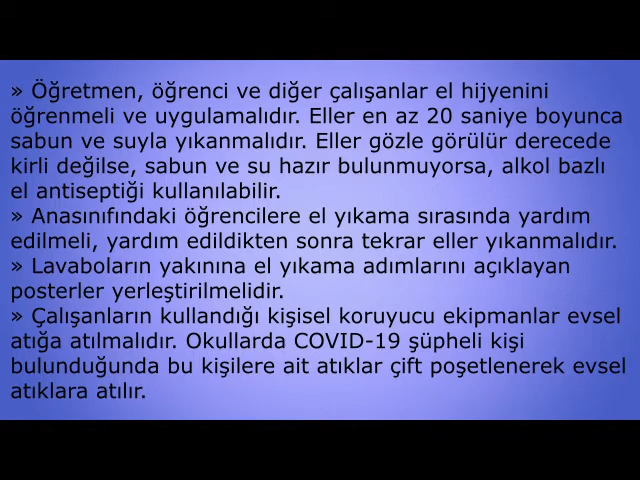 » Öğretmen, öğrenci ve diğer çalışanlar el hijyenini
öğrenmeli ve uygulamalıdır. Eller en az 20 saniye boyunca
sabun ve suyla yıkanmalıdır. Eller gözle görülür derecede
kirli değilse, sabun ve su hazır bulunmuyorsa, alkol bazlı
el antiseptiği kullanılabilir.
» Anasınıfındaki öğrencilere el yıkama sırasında yardım
edilmeli, yardım edildikten sonra tekrar eller yıkanmalıdır.
» Lavaboların yakınına el yıkama adımlarını açıklayan
posterler yerleştirilmelidir.
» Çalışanların kullandığı kişisel koruyucu ekipmanlar evsel
atığa atılmalıdır. Okullarda COVID-19 şüpheli kişi
bulunduğunda bu kişilere ait atıklar çift poşetlenerek evsel
atıklara atılır.